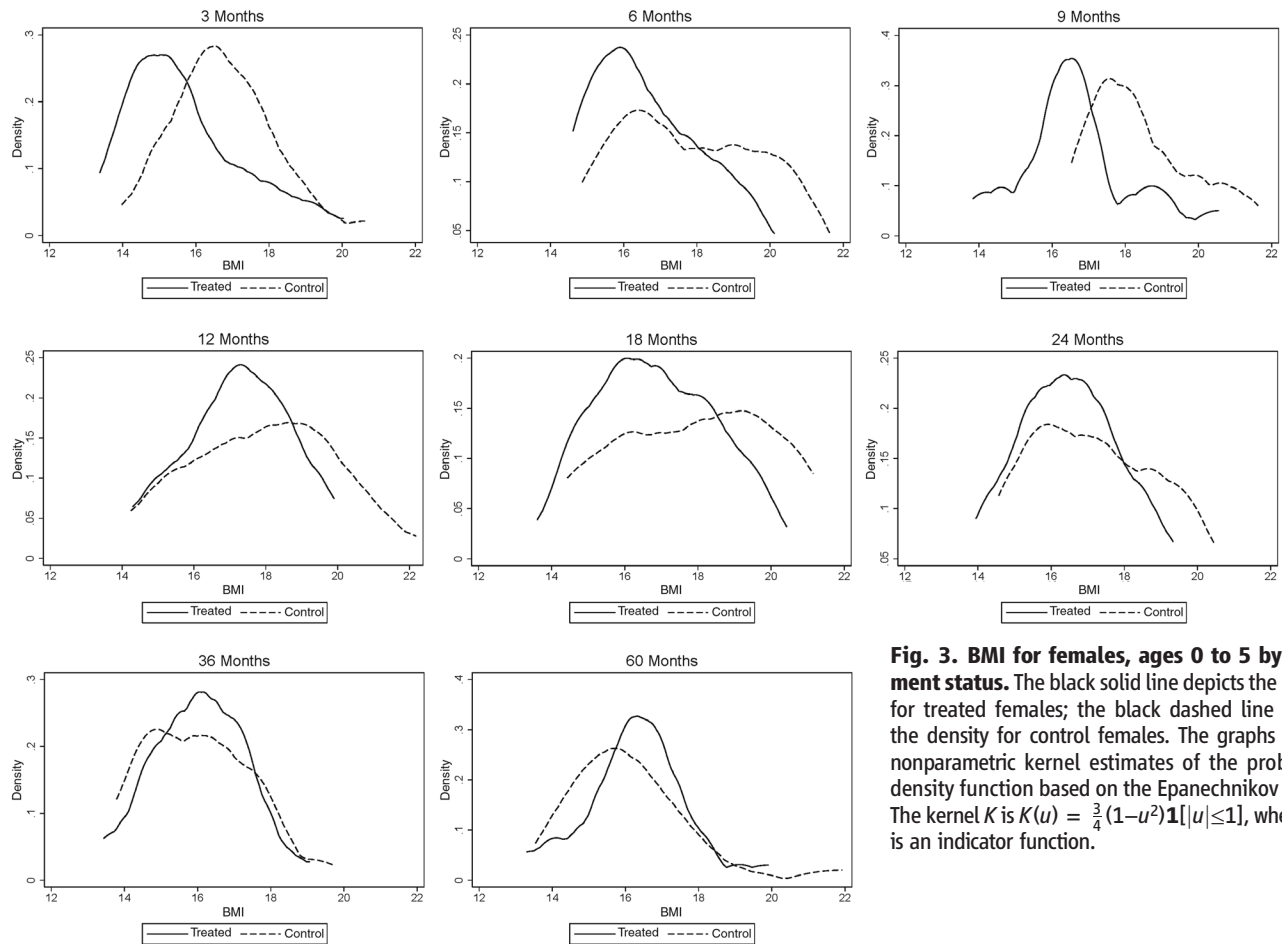 3 Months
.3
.2
.1
0
Density
12 14 16 18 20 22
BMI
Treated Control
6 Months
.25
.2
.15
.1
.05
Density
12 14 16 18 20 22
BMI
Treated Control
9 Months
.4
.3
.2
.1
0
Density
12 14 16 18 20 22
BMI
Treated Control
12 Months
.25
.2
.15
.1
.05
0
Density
12 14 16 18 20 22
BMI
Treated Control
18 Months
.2
.15
.1
.05
0
Density
12 14 16 18 20 22
BMI
Treated Control
24 Months
.25
.2
.15
.1
.05
Density
12 14 16 18 20 22
BMI
Treated Control
36 Months
.3
.2
.1
0
Density
12 14 16 18 20 22
BMI
Treated Control
60 Months
.4
.3
.2
.1
0
Density
12 14 16 18 20 22
BMI
Treated Control
Fig. 3. BMI for females, ages 0 to 5 by
ment status. The black solid line depicts the
for treated females; the black dashed line
the density for control females. The graphs
nonparametric kernel estimates of the prob
density function based on the Epanechnikov
The kernel K is K(u) = 3/4 (1−u²)1[|u|≤1], whe
is an indicator function.